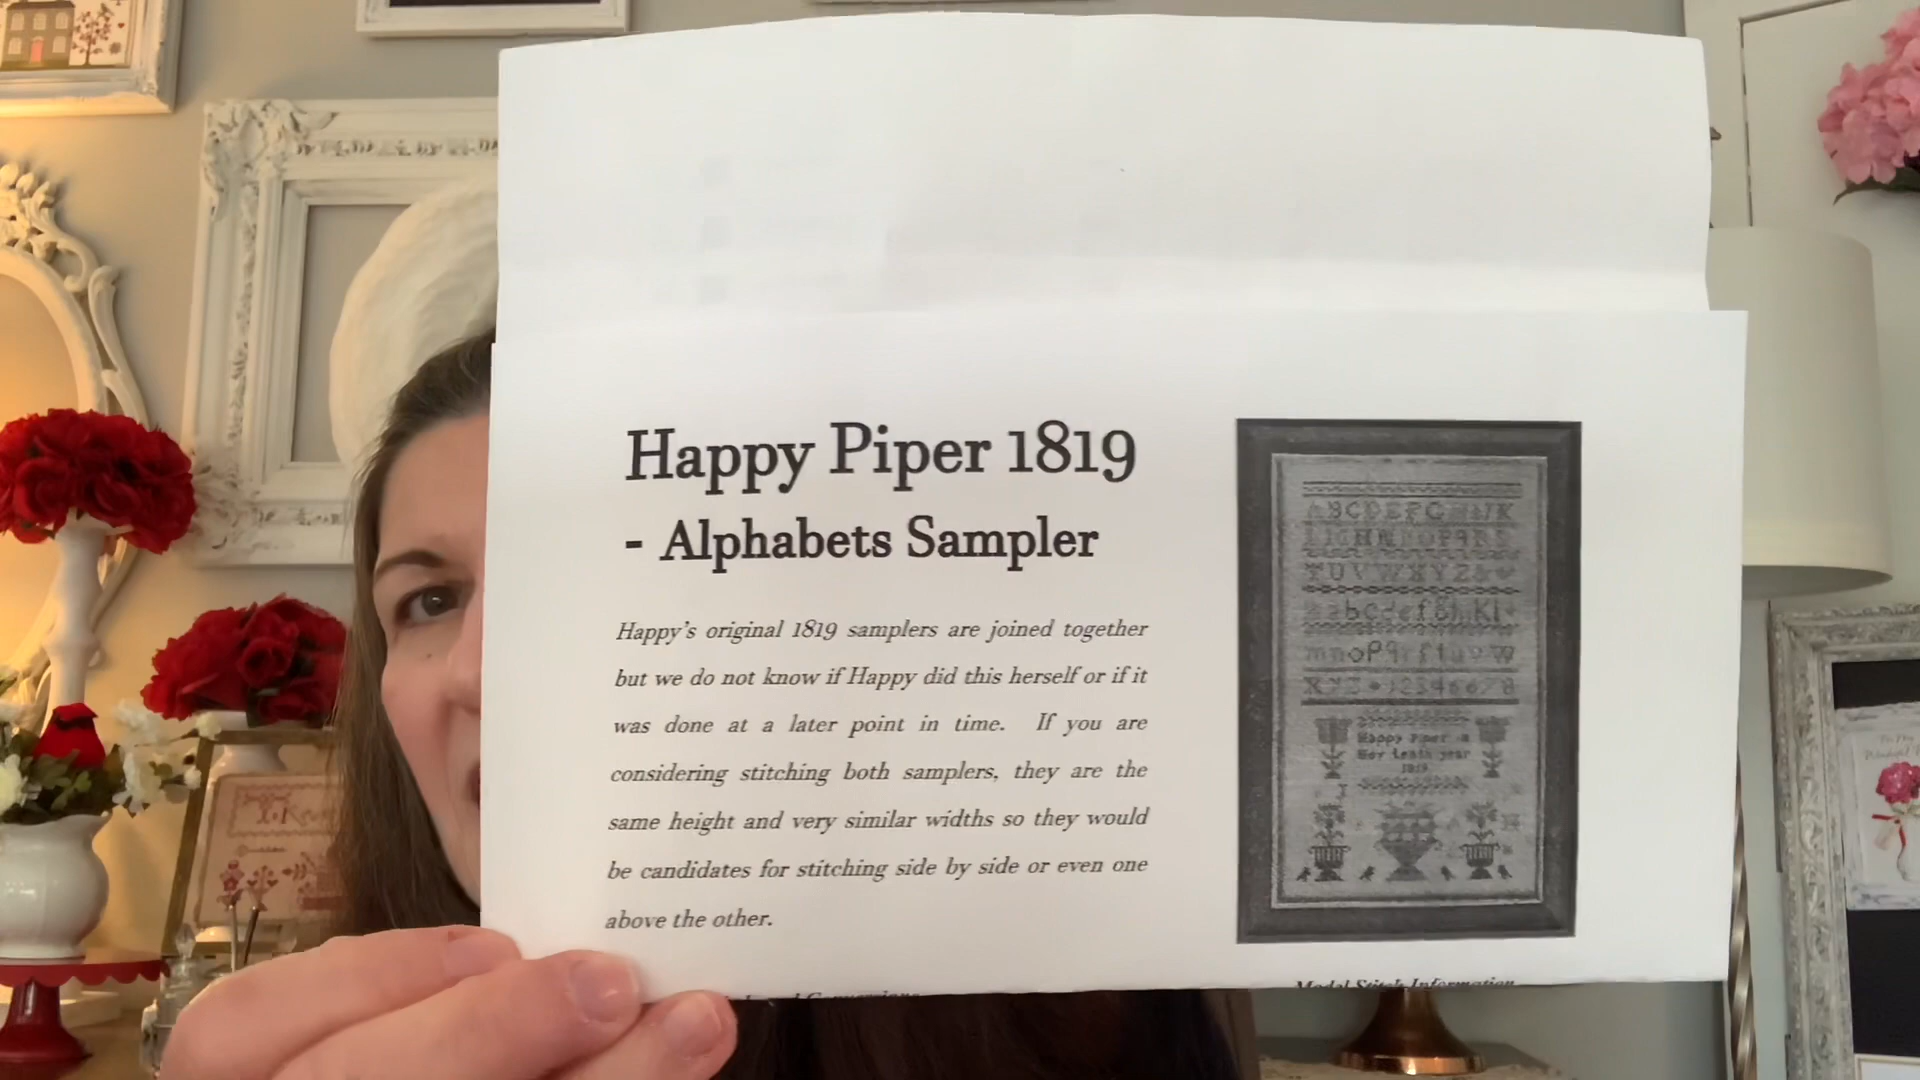 Happy Piper 1819
- Alphabets Sampler
Happy's original 1819 samplers are joined together
but we do not know if Happy did this herself or if it
was done at a later point in time. If you are
considering stitching both samplers, they are the
same height and very similar widths so they would
be candidates for stitching side by side or even one
above the other.
Model Stitch Information
Happy Piper
Her tenth year
1819